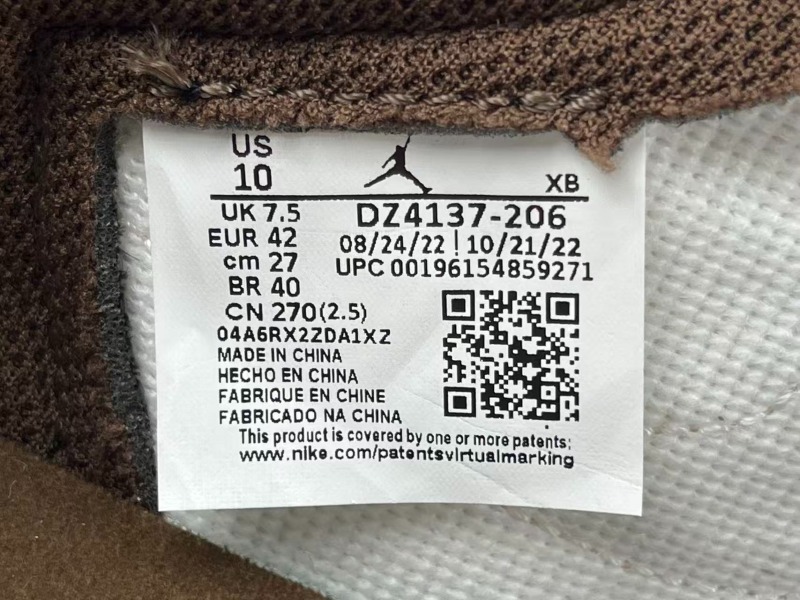 US
10
XB
UK 7.5
EUR 42
cm 27
BR 40
CN 270(2.5)
DZ4137-206
08/24/22 | 10/21/22
UPC 00196154859271
04A6RX2ZDA1XZ
MADE IN CHINA
HECHO EN CHINA
FABRIQUE EN CHINE
FABRICADO NA CHINA
This product is covered by one or more patents:
www.nike.com/patentsvirtualmarking